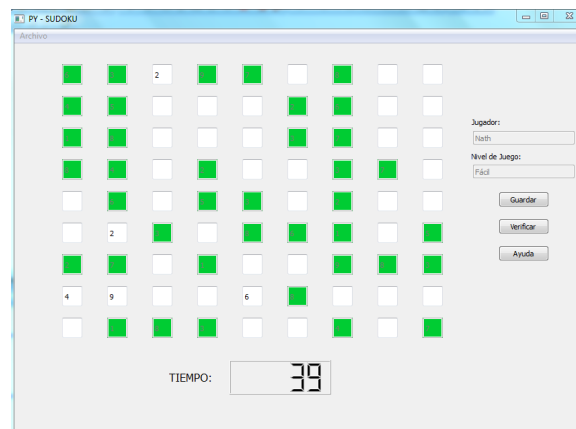 PY - SUDOKU
Archivo
2
Jugador:
Nath
Nivel de Juego:
Fácil
Guardar
2
Verificar
Ayuda
4 9 6
TIEMPO: 39